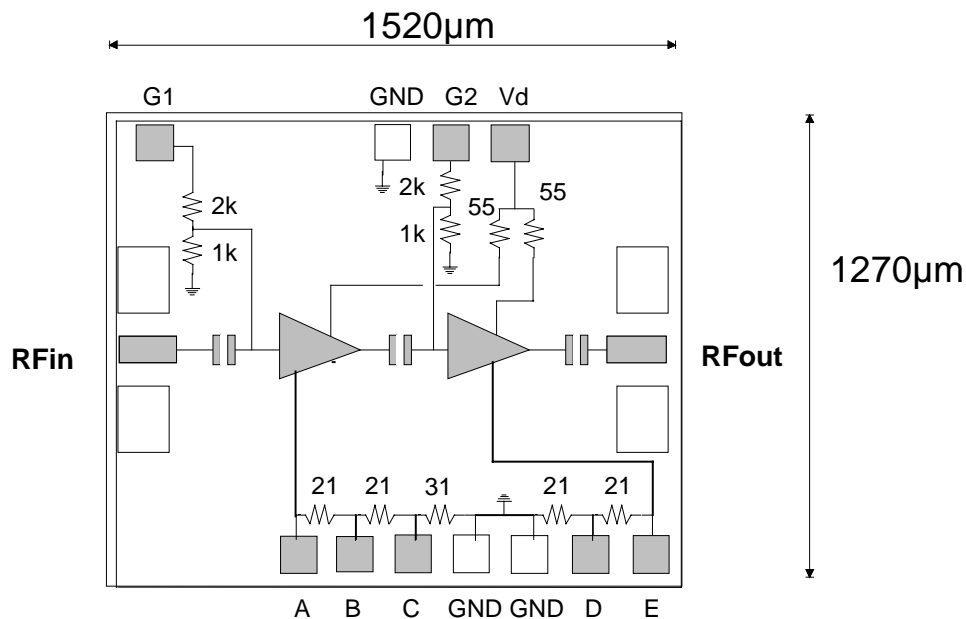 1520µm
G1 GND G2 Vd
2k 55 55
2k
1k 1k
1270µm
RFin RFout
21 21 31 21 21
A B C GND GND D E